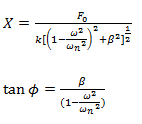 X = F₀ / k[(1 − ω²/ωₙ²)² + β²]^(1/2)
tan ϕ = β / (1 − ω²/ωₙ²)